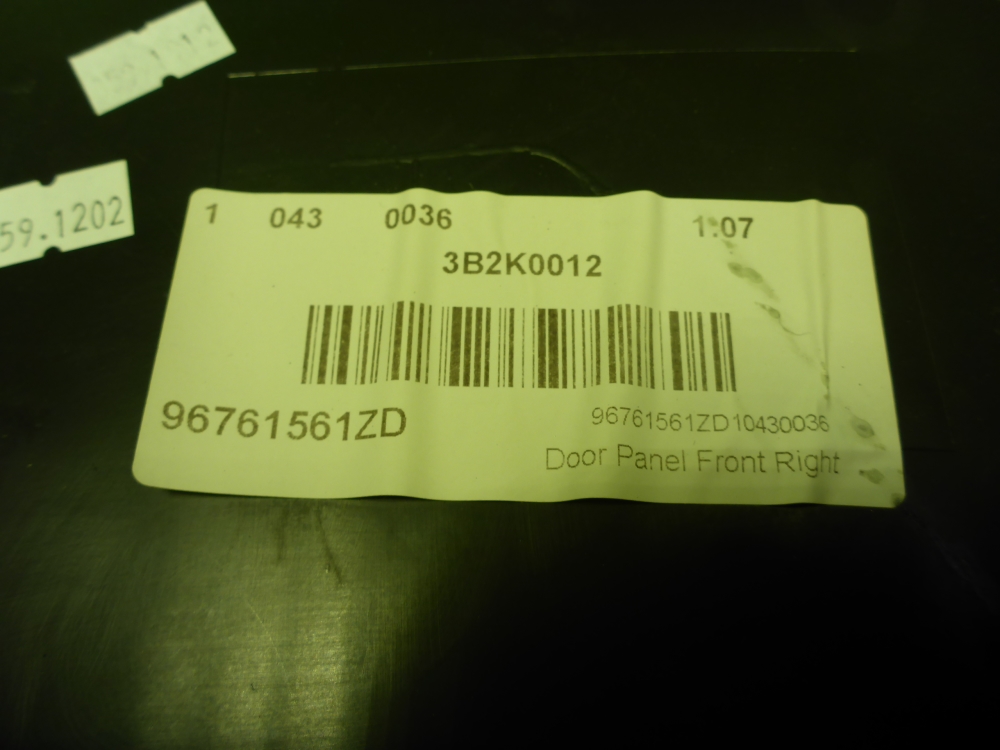 59.1202
1 043 0036 1:07
3B2K0012
96761561ZD
96761561ZD10430036
Door Panel Front Right